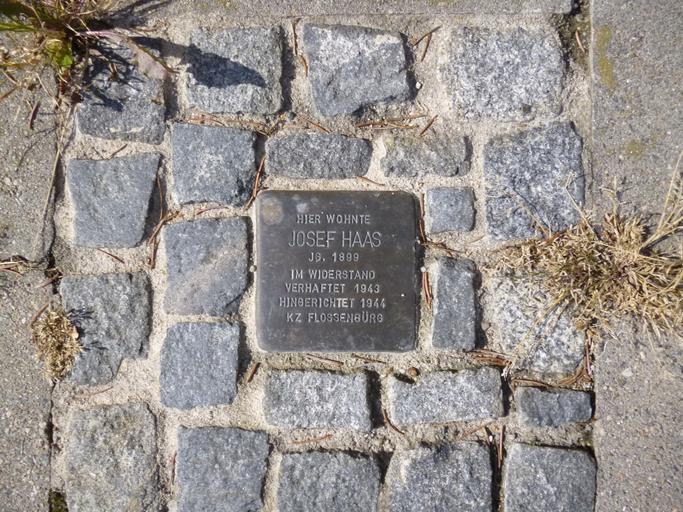 HIER WOHNTE
JOSEF HAAS
JG. 1899
IM WIDERSTAND
VERHAFTET 1943
HINGERICHTET 1944
KZ FLOSSENBÜRG